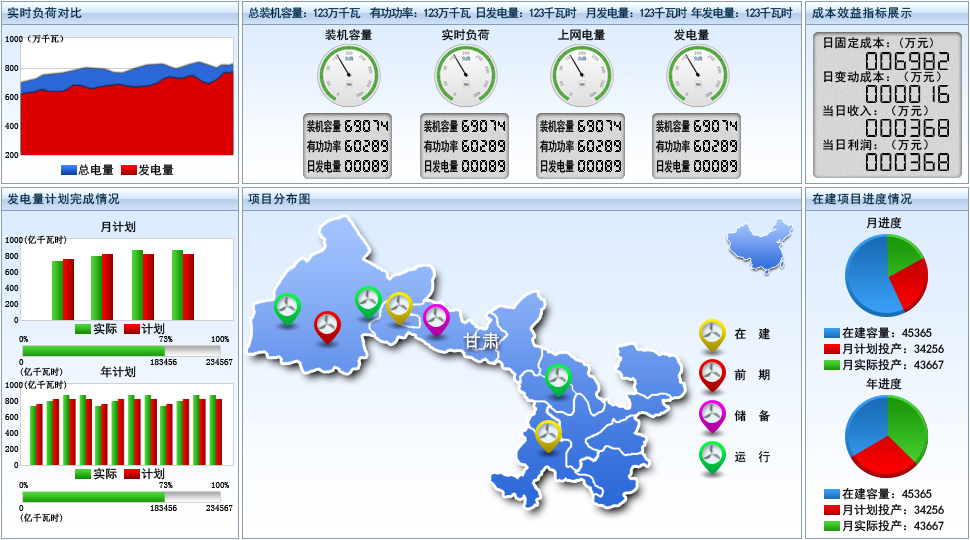 实时负荷对比
1000 (万千瓦)
800
600
400
200
总电量 发电量
总装机容量: 123万千瓦 有功功率: 123万千瓦 日发电量: 123千瓦时 月发电量: 123千瓦时 年发电量: 123千瓦时
装机容量 实时负荷 上网电量 发电量
装机容量 69074 装机容量 69074 装机容量 69074 装机容量 69074
有功功率 60289 有功功率 60289 有功功率 60289 有功功率 60289
日发电量 00089 日发电量 00089 日发电量 00089 日发电量 00089
成本效益指标展示
日固定成本: (万元)
006982
日变动成本: (万元)
000016
当日收入: (万元)
000368
当日利润: (万元)
000368
发电量计划完成情况
月计划
1000(亿千瓦时)
800
600
400
200
0
实际 计划
0% 73% 100%
0 183456 234567
(亿千瓦时)
年计划
1000(亿千瓦时)
800
600
400
200
0
实际 计划
0% 73% 100%
0 183456 234567
(亿千瓦时)
项目分布图
甘肃
在 建
前 期
储 备
运 行
在建项目进度情况
月进度
在建容量: 45365
月计划投产: 34256
月实际投产: 43667
年进度
在建容量: 45365
月计划投产: 34256
月实际投产: 43667